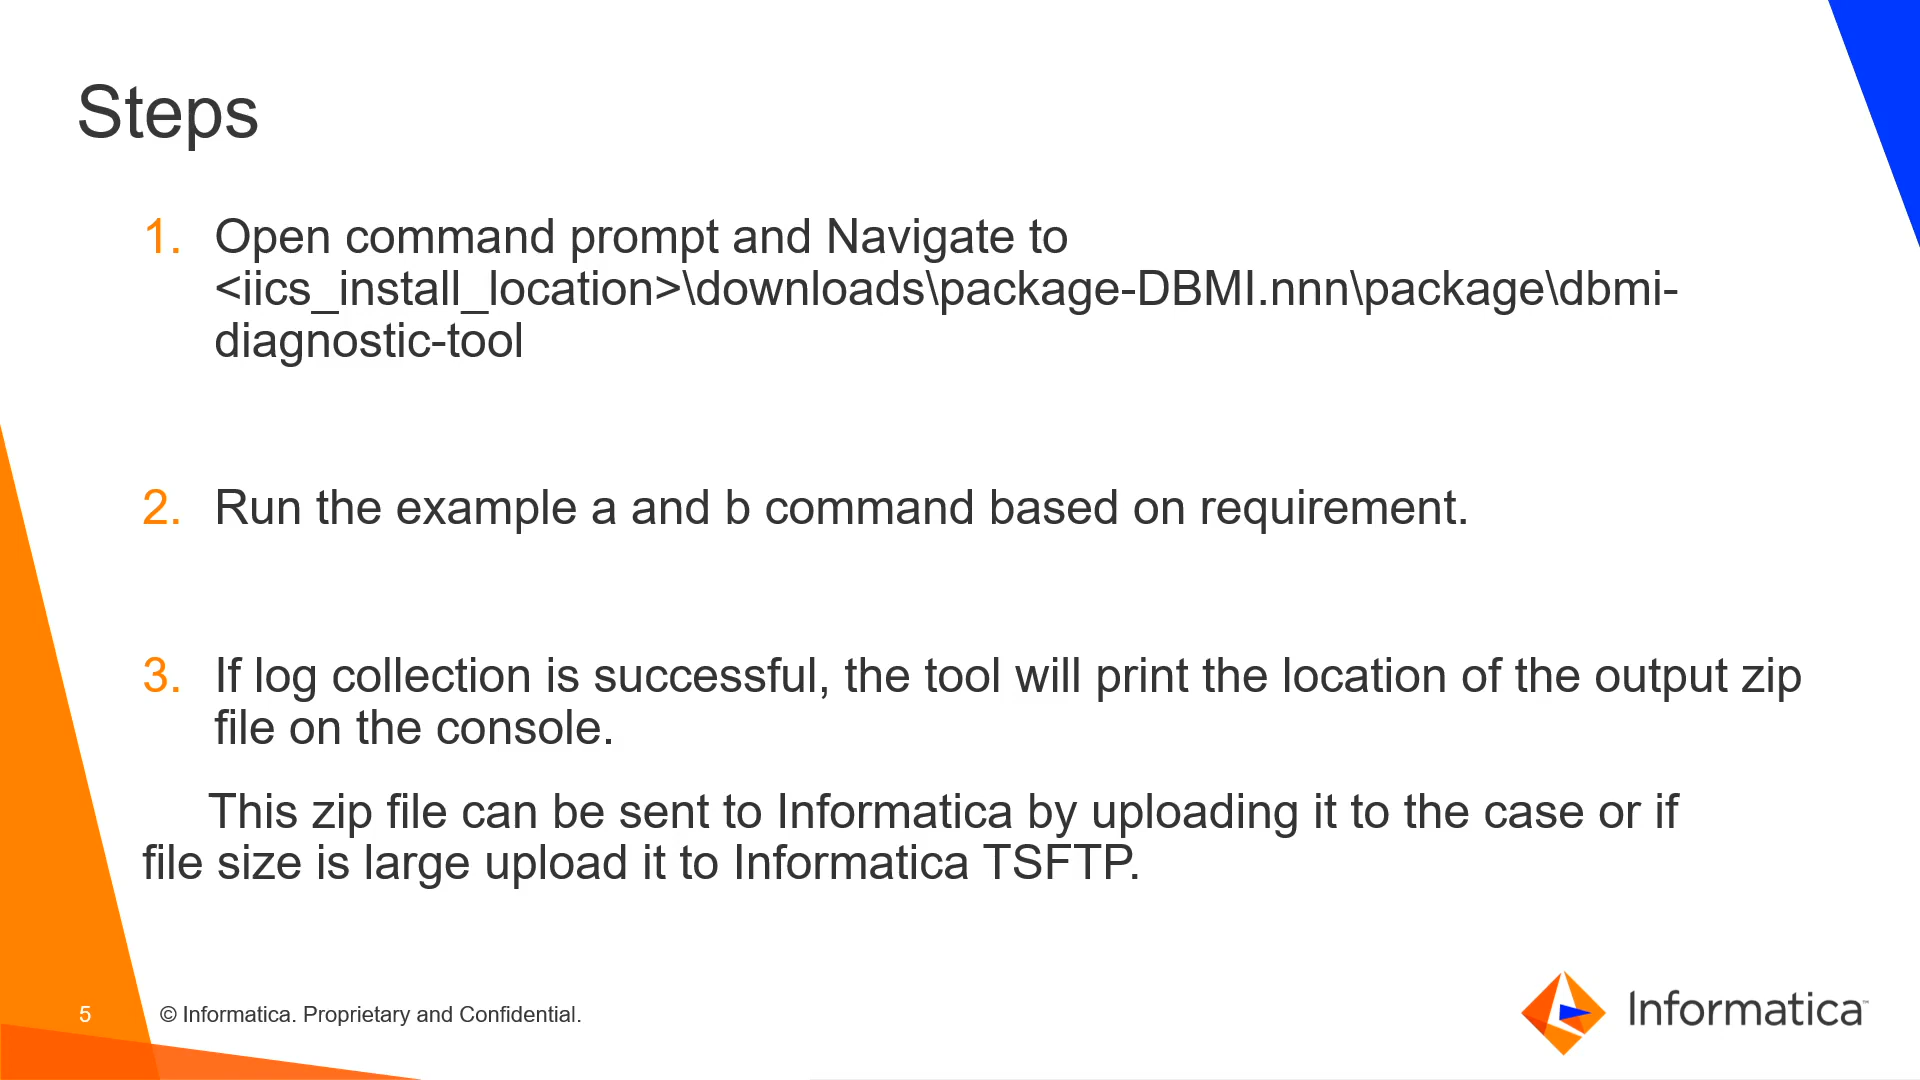 Steps
1. Open command prompt and Navigate to
<iics_install_location>\downloads\package-DBMI.nnn\package\dbmi-
diagnostic-tool
2. Run the example a and b command based on requirement.
3. If log collection is successful, the tool will print the location of the output zip
file on the console.
This zip file can be sent to Informatica by uploading it to the case or if
file size is large upload it to Informatica TSFTP.
5 © Informatica. Proprietary and Confidential.
Informatica™